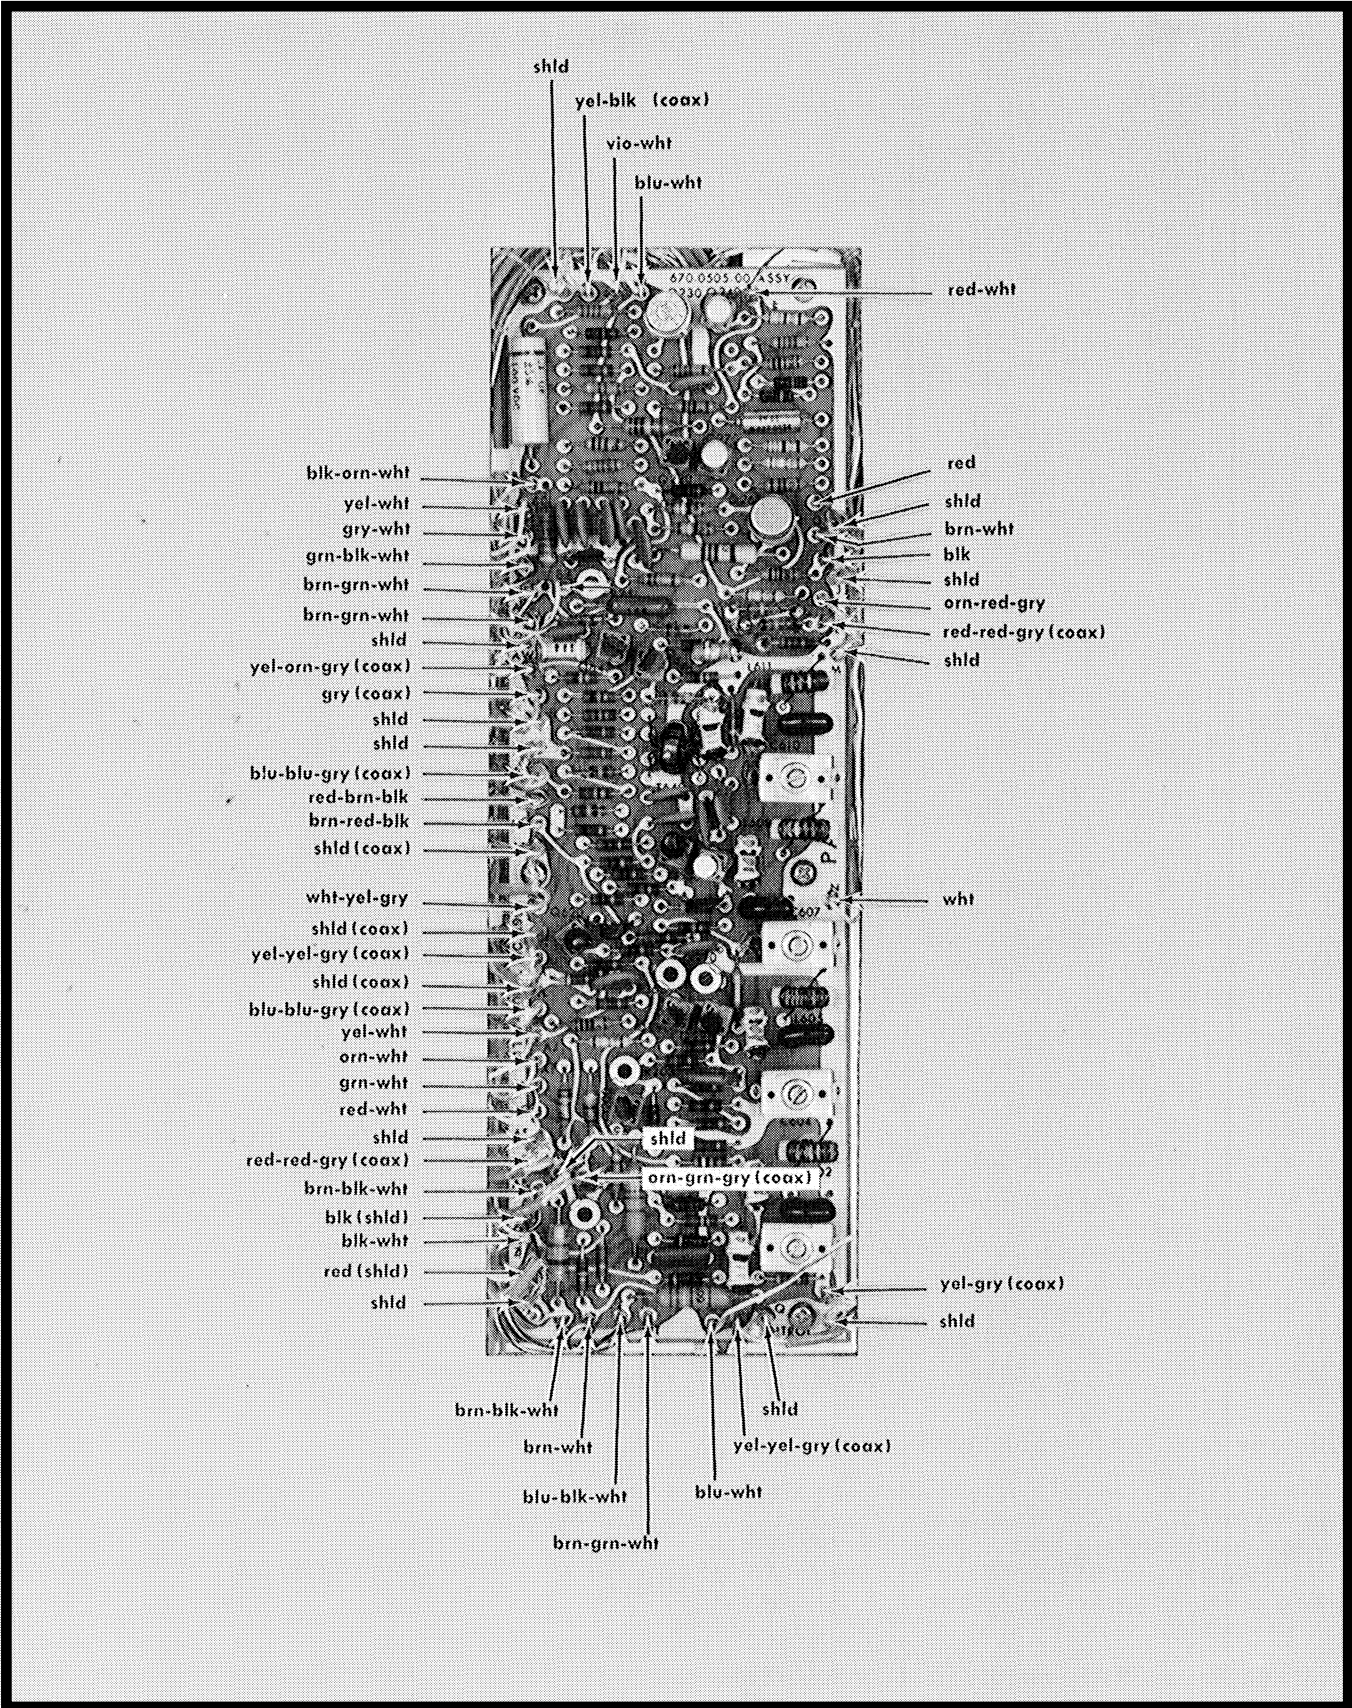 shld
yel-blk (coax)
vio-wht
blu-wht
670.0505.00 ASSY
red-wht
blk-orn-wht
yel-wht
gry-wht
grn-blk-wht
brn-grn-wht
brn-grn-wht
shld
yel-orn-gry (coax)
gry (coax)
shld
shld
blu-blu-gry (coax)
red-brn-blk
brn-red-blk
shld (coax)
wht-yel-gry
shld (coax)
yel-yel-gry (coax)
shld (coax)
blu-blu-gry (coax)
yel-wht
orn-wht
grn-wht
red-wht
shld
red-red-gry (coax)
brn-blk-wht
blk (shld)
blk-wht
red (shld)
shld
red
shld
brn-wht
blk
shld
orn-red-gry
red-red-gry (coax)
shld
L611
M
wht
shld
orn-grn-gry (coax)
yel-gry (coax)
shld
brn-blk-wht
brn-wht
blu-blk-wht
brn-grn-wht
shld
yel-yel-gry (coax)
blu-wht